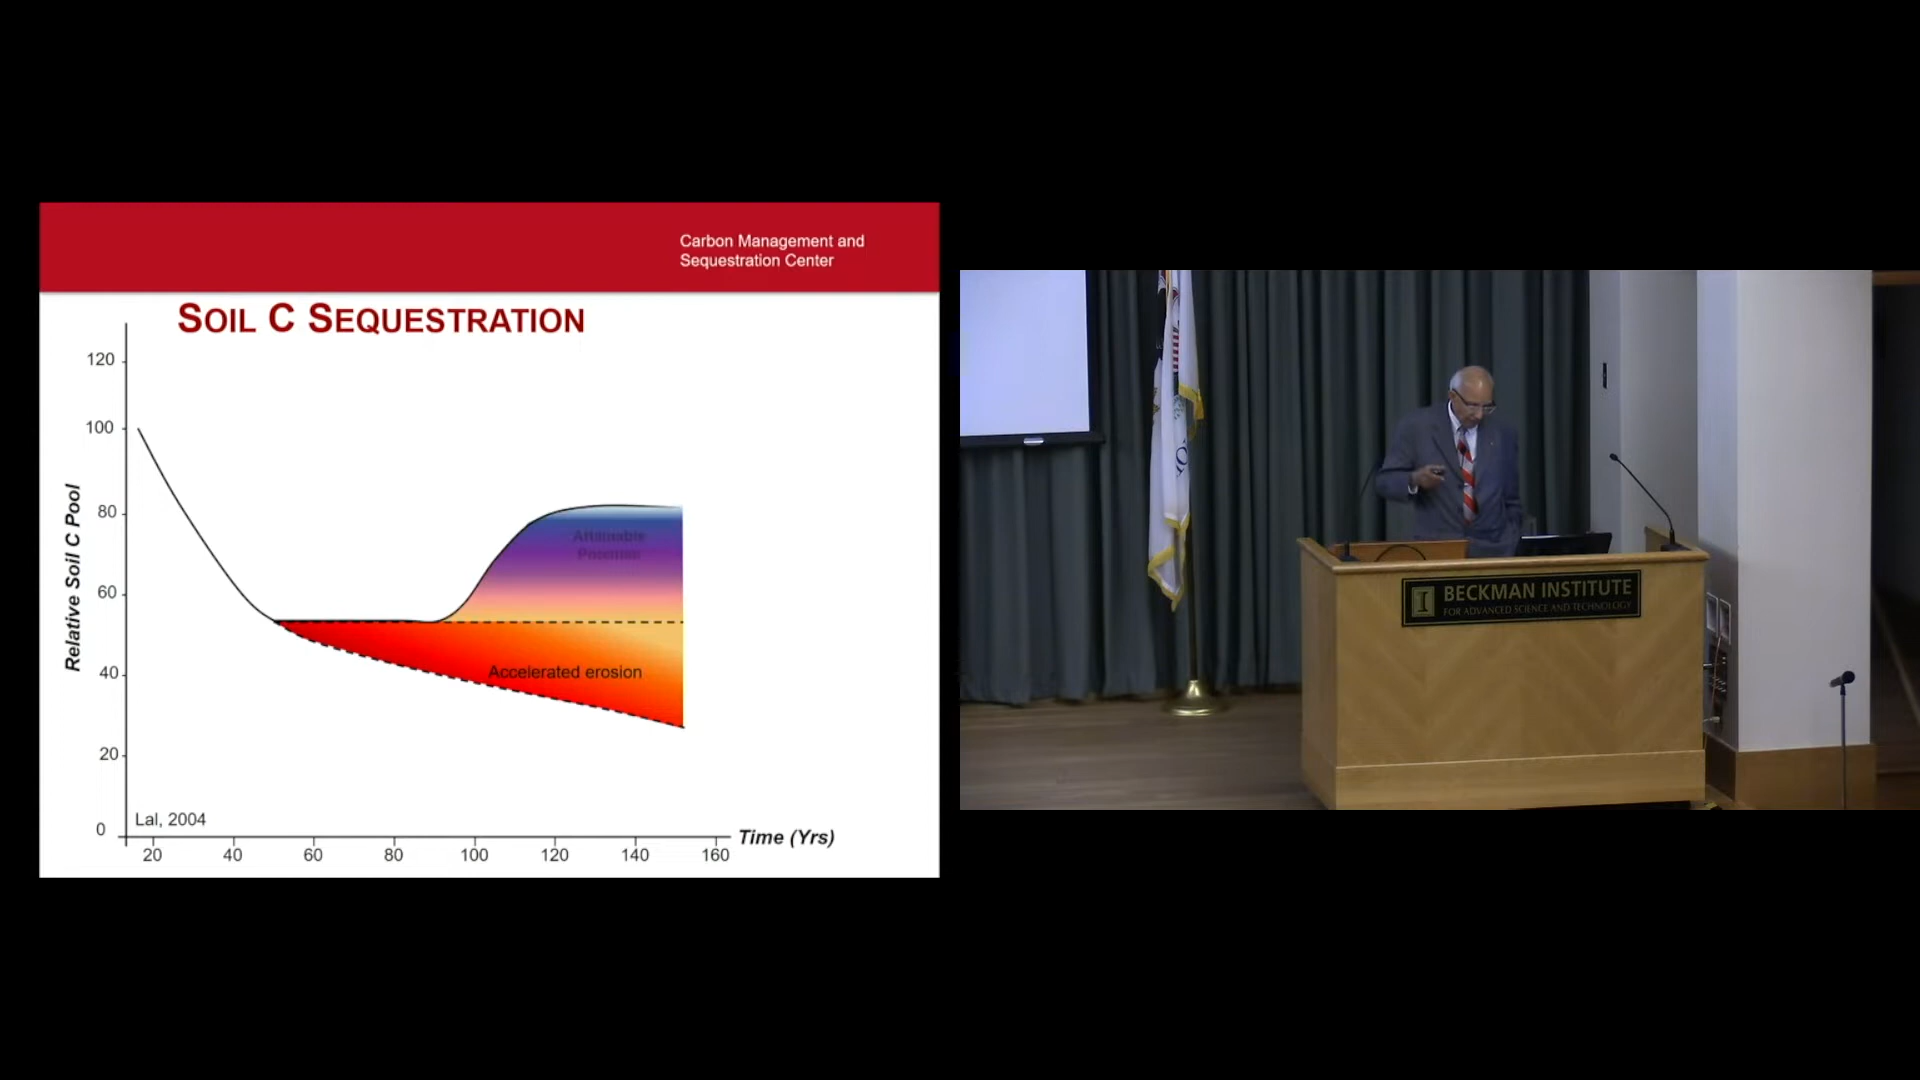 Carbon Management and
Sequestration Center
SOIL C SEQUESTRATION
120
100
80
60
40
20
0
Relative Soil C Pool
Attainable
Potential
Accelerated erosion
Lal, 2004
20 40 60 80 100 120 140 160
Time (Yrs)
I BECKMAN INSTITUTE
FOR ADVANCED SCIENCE AND TECHNOLOGY